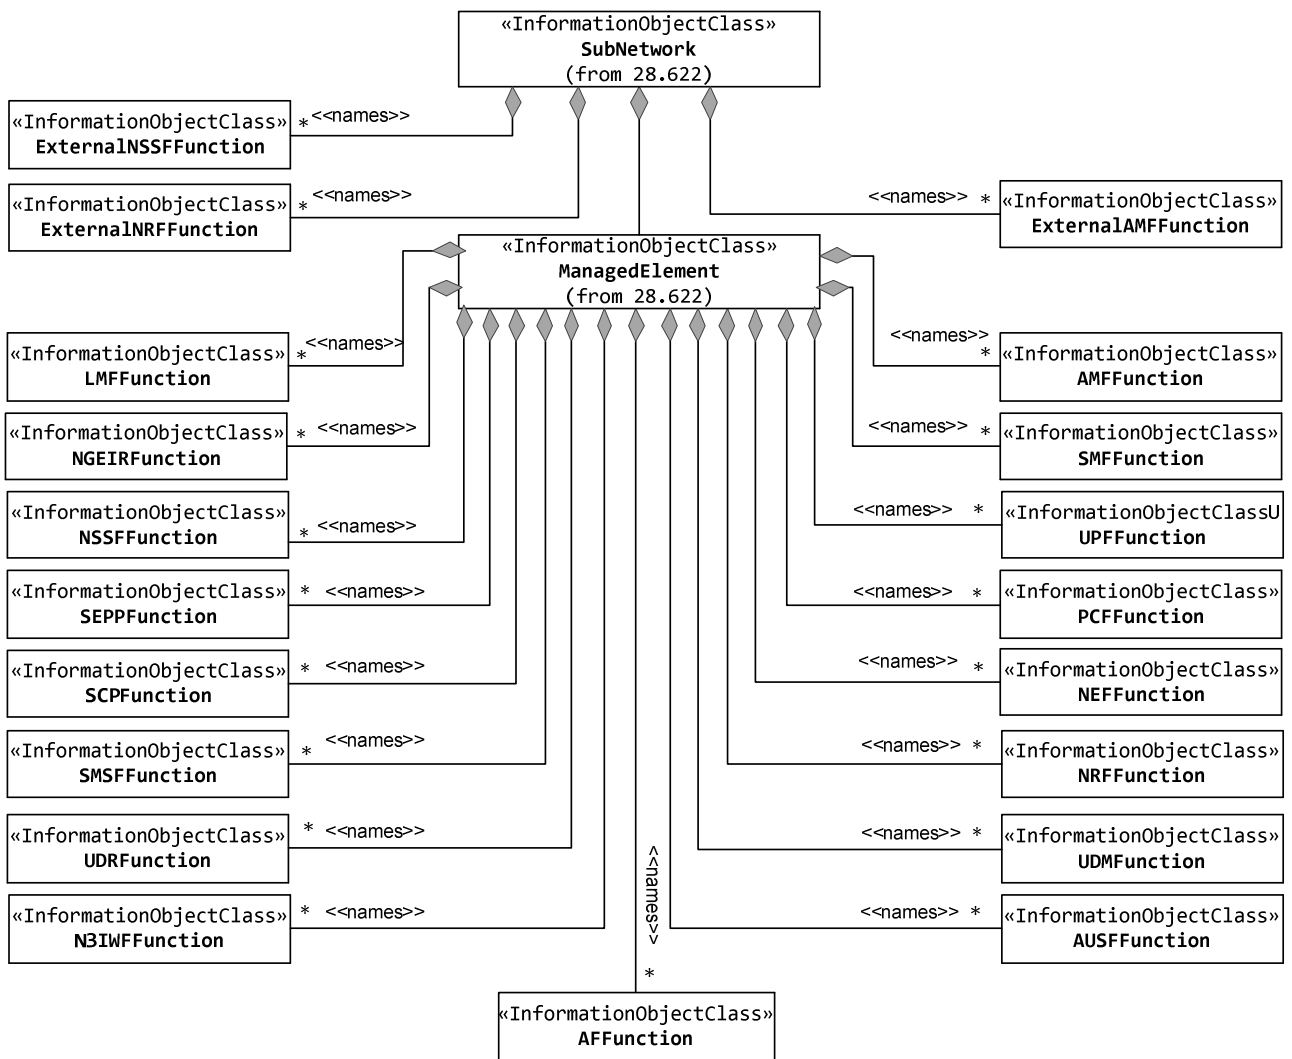 «InformationObjectClass»
SubNetwork
(from 28.622)
«InformationObjectClass»
ExternalNSSFFunction
* <<names>>
«InformationObjectClass»
ExternalNRFFunction
* <<names>>
<<names>> *
«InformationObjectClass»
ExternalAMFFunction
«InformationObjectClass»
ManagedElement
(from 28.622)
«InformationObjectClass»
LMFFunction
* <<names>>
<<names>>
*
«InformationObjectClass»
AMFFunction
«InformationObjectClass»
NGEIRFunction
* <<names>>
<<names>> *
«InformationObjectClass»
SMFFunction
«InformationObjectClass»
NSSFFunction
* <<names>>
<<names>> *
«InformationObjectClassU
UPFFunction
«InformationObjectClass»
SEPPFunction
* <<names>>
<<names>> *
«InformationObjectClass»
PCFFunction
«InformationObjectClass»
SCPFunction
* <<names>>
<<names>> *
«InformationObjectClass»
NEFFunction
«InformationObjectClass»
SMSFFunction
* <<names>>
<<names>> *
«InformationObjectClass»
NRFFunction
«InformationObjectClass»
UDRFunction
* <<names>>
<<names>> *
«InformationObjectClass»
UDMFunction
«InformationObjectClass»
N3IWFFunction
* <<names>>
<<names>> *
«InformationObjectClass»
AUSFFunction
<<names>>
*
«InformationObjectClass»
AFFunction